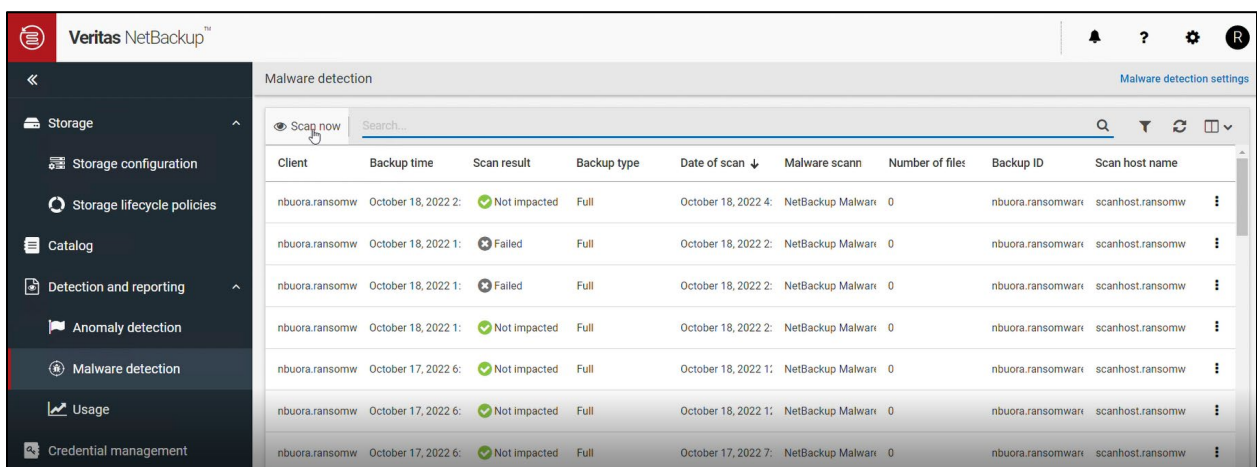 Veritas NetBackup™
?
R
«
Malware detection
Malware detection settings
Storage
Storage configuration
Storage lifecycle policies
Catalog
Detection and reporting
Anomaly detection
Malware detection
Usage
Credential management
Scan now
Search...
Client Backup time Scan result Backup type Date of scan ↓ Malware scann Number of files Backup ID Scan host name
nbuora.ransomw October 18, 2022 2: Not impacted Full October 18, 2022 4: NetBackup Malware 0 nbuora.ransomware scanhost.ransomw
nbuora.ransomw October 18, 2022 1: Failed Full October 18, 2022 2: NetBackup Malware 0 nbuora.ransomware scanhost.ransomw
nbuora.ransomw October 18, 2022 1: Failed Full October 18, 2022 2: NetBackup Malware 0 nbuora.ransomware scanhost.ransomw
nbuora.ransomw October 18, 2022 1: Not impacted Full October 18, 2022 2: NetBackup Malware 0 nbuora.ransomware scanhost.ransomw
nbuora.ransomw October 17, 2022 6: Not impacted Full October 18, 2022 12 NetBackup Malware 0 nbuora.ransomware scanhost.ransomw
nbuora.ransomw October 17, 2022 6: Not impacted Full October 18, 2022 12 NetBackup Malware 0 nbuora.ransomware scanhost.ransomw
nbuora.ransomw October 17, 2022 6: Not impacted Full October 17, 2022 7: NetBackup Malware 0 nbuora.ransomware scanhost.ransomw